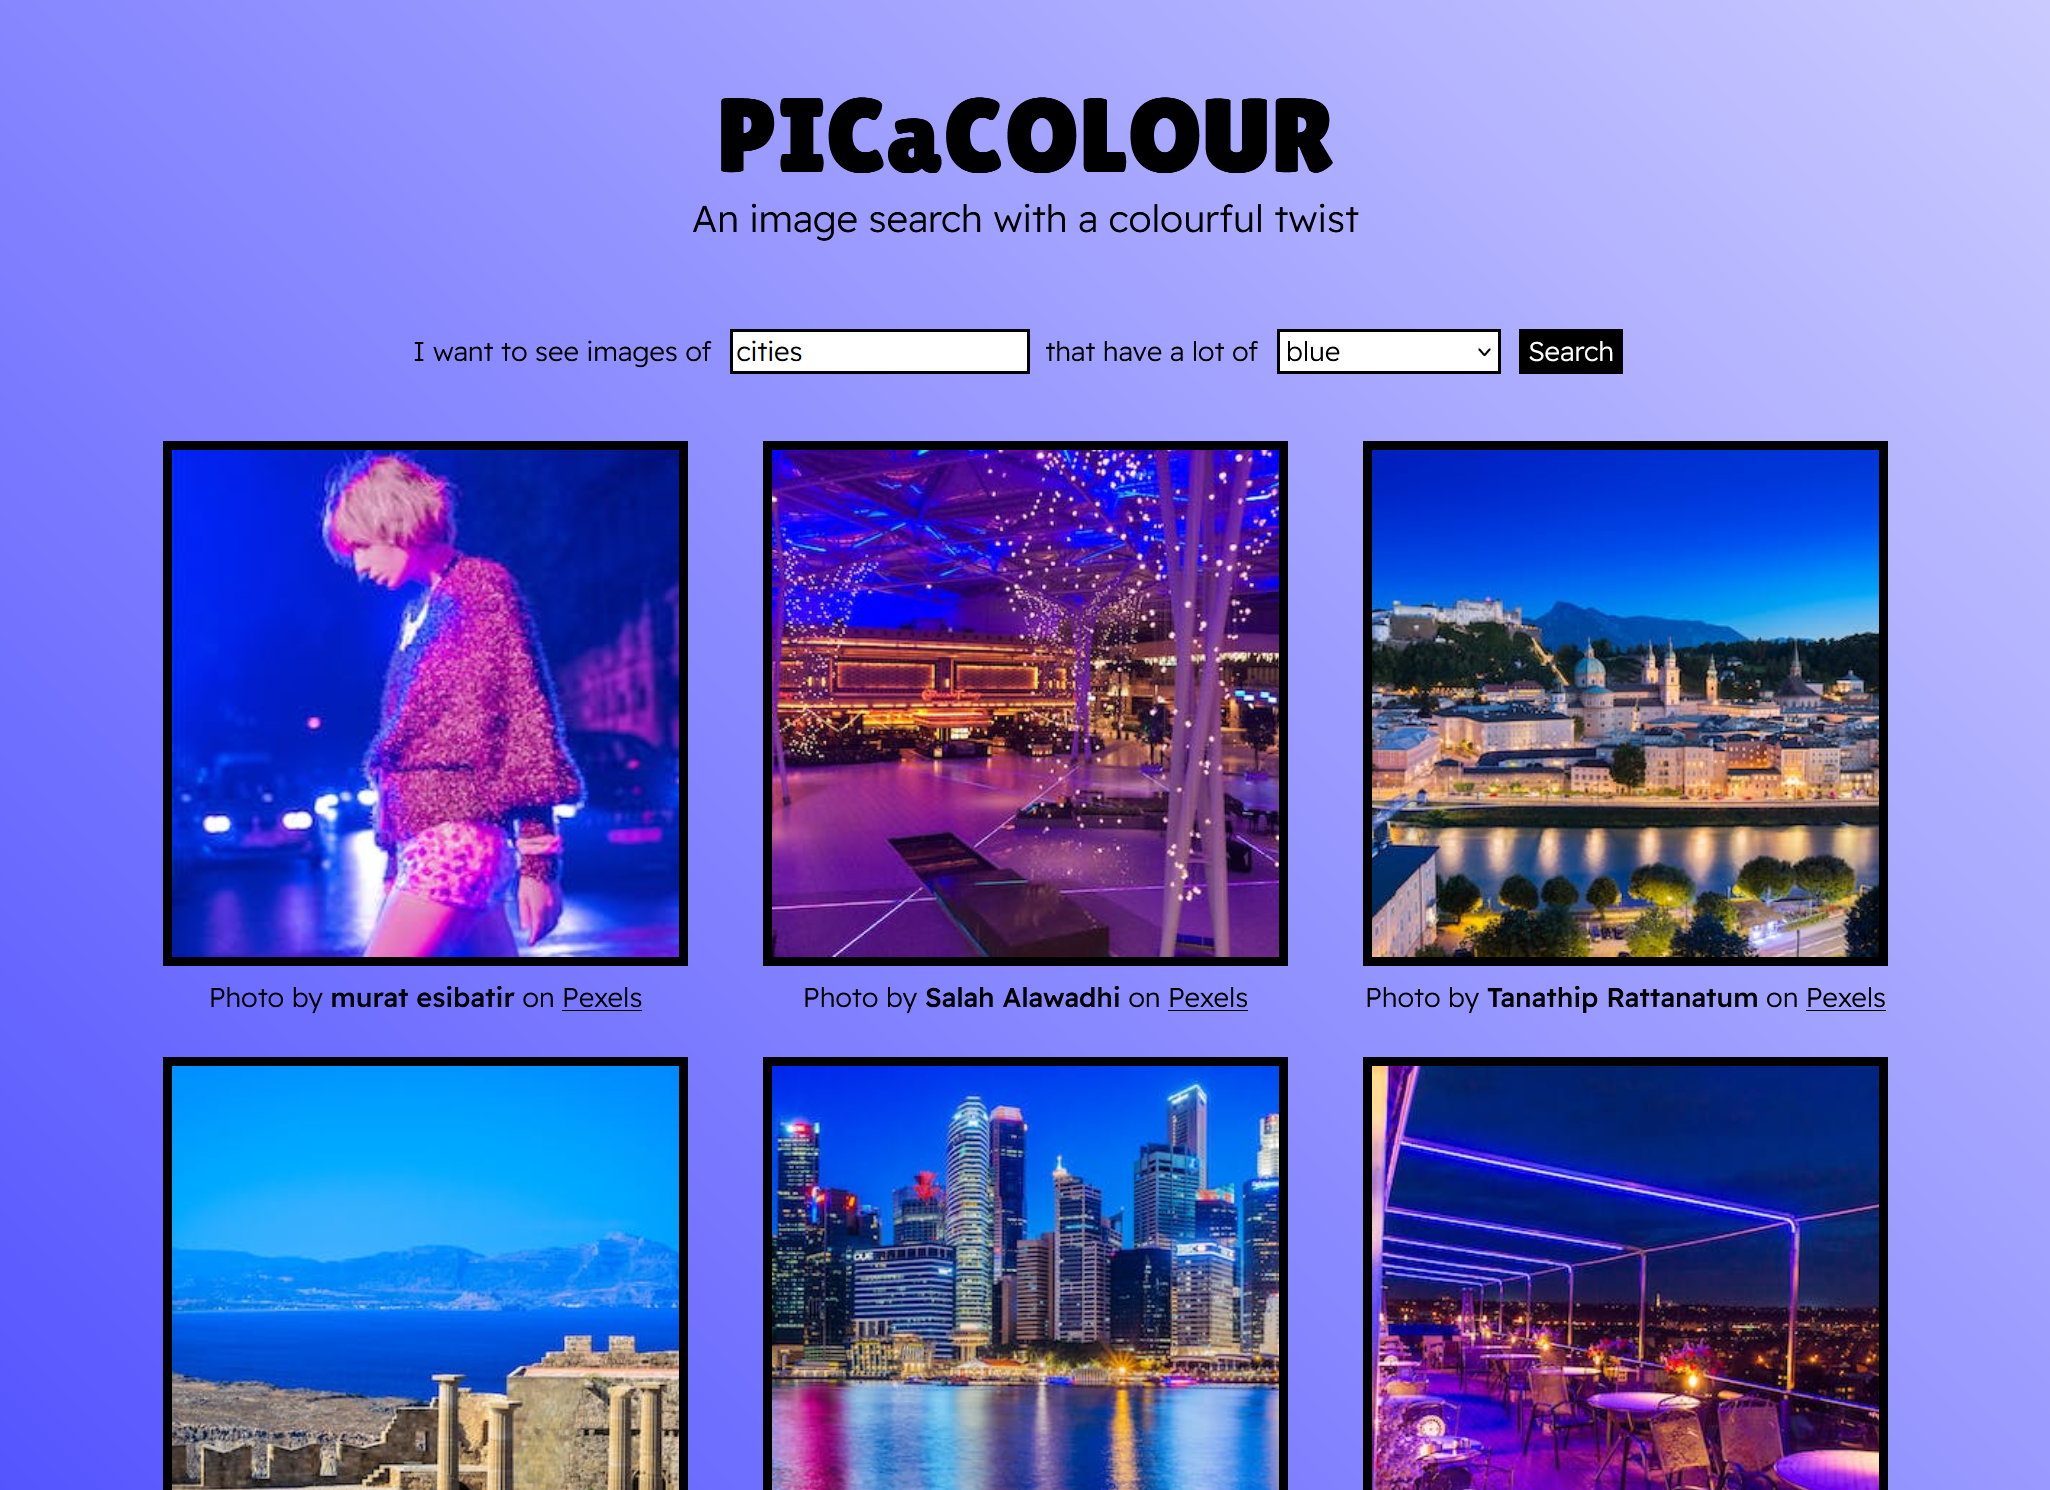 PICaCOLOUR
An image search with a colourful twist
I want to see images of cities that have a lot of blue Search
Photo by murat esibatir on Pexels Photo by Salah Alawadhi on Pexels Photo by Tanathip Rattanatum on Pexels